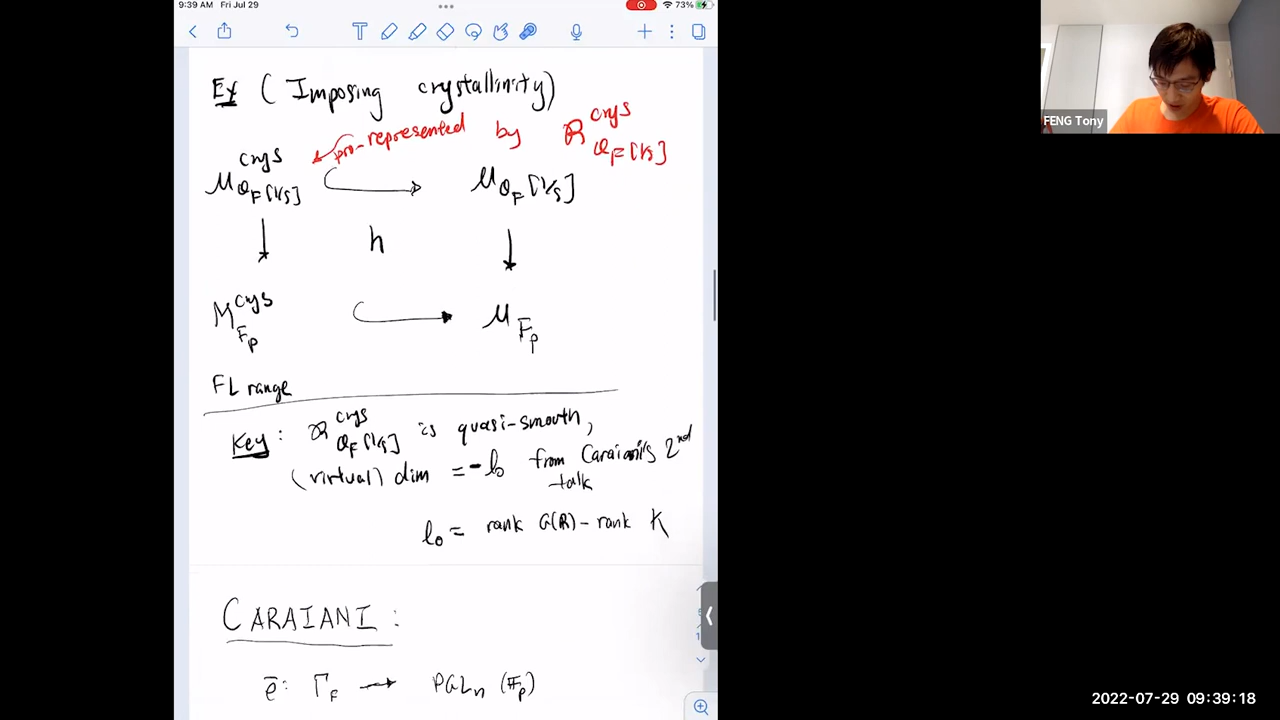 9:39 AM Fri Jul 29
73%
Ex (Imposing crystallinity)
pro-represented by R^crys_{O_F[1/S]}
M^crys_{O_F[1/S]} ↪ M_{O_F[1/S]}
↓ h ↓
M^crys_{F_p} ↪ M_{F_p}
FL range
Key: R^crys_{O_F[1/S]} is quasi-smooth,
(virtual) dim = -l_0 from Caraiani's 2nd talk
l_0 = rank G(R) - rank K
CARAIANI:
ρ̄: Γ_F → PGL_n (F_p)
FENG Tony
2022-07-29 09:39:18